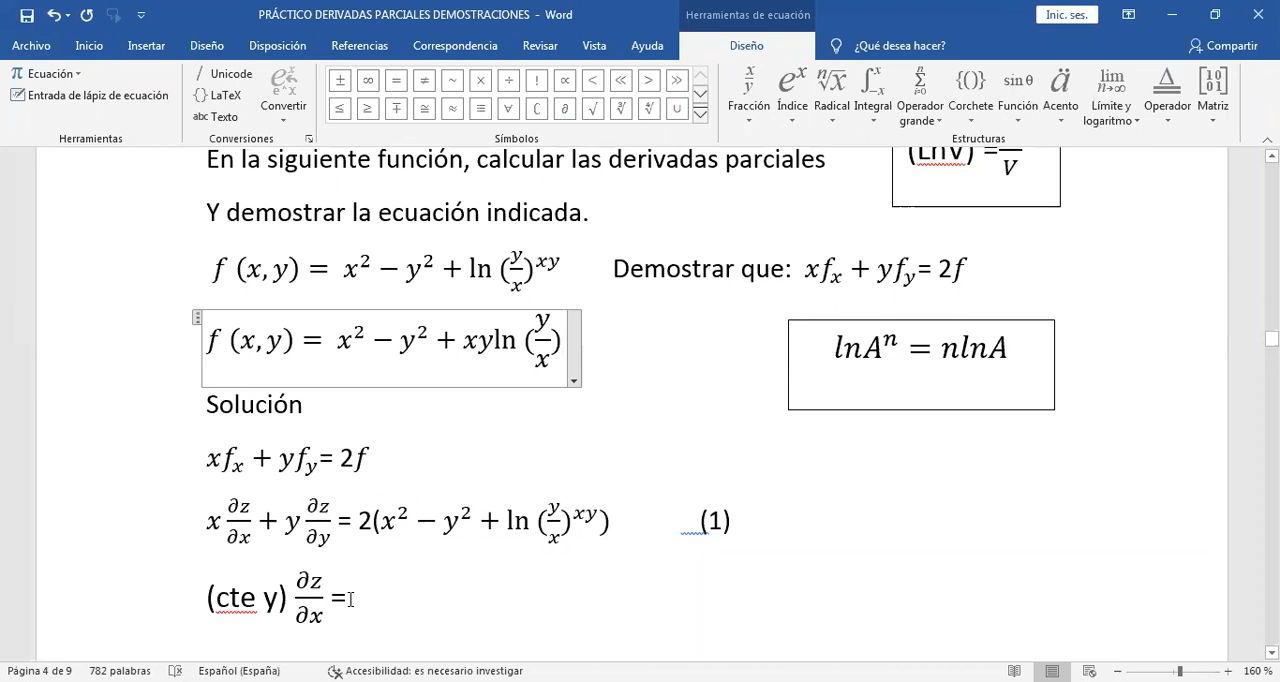 PRÁCTICO DERIVADAS PARCIALES DEMOSTRACIONES - Word
Herramientas de ecuación
Inic. ses.
Archivo Inicio Insertar Diseño Disposición Referencias Correspondencia Revisar Vista Ayuda Diseño ¿Qué desea hacer? Compartir
π Ecuación
Entrada de lápiz de ecuación
Herramientas
/ Unicode
{} LaTeX
abc Texto
Convertir
Conversiones
± ∞ = ≠ ~ × ÷ ! ∝ < ≪ > ≫
≤ ≥ ∓ ≅ ≈ ≡ ∀ ∁ ∂ √ ∛ ∜ ∪
Símbolos
Fracción Índice Radical Integral Operador grande Corchete Función Acento Límite y logaritmo Operador Matriz
Estructuras
En la siguiente función, calcular las derivadas parciales
(LnV) = /V
Y demostrar la ecuación indicada.
f (x, y) = x² − y² + ln (y/x)^xy Demostrar que: xfₓ + yf_y= 2f
f (x, y) = x² − y² + xyln (y/x)
lnAⁿ = nlnA
Solución
xfₓ + yf_y= 2f
x ∂z/∂x + y ∂z/∂y = 2(x² − y² + ln (y/x)^xy) (1)
(cte y) ∂z/∂x =
Página 4 de 9 782 palabras Español (España) Accesibilidad: es necesario investigar 160 %